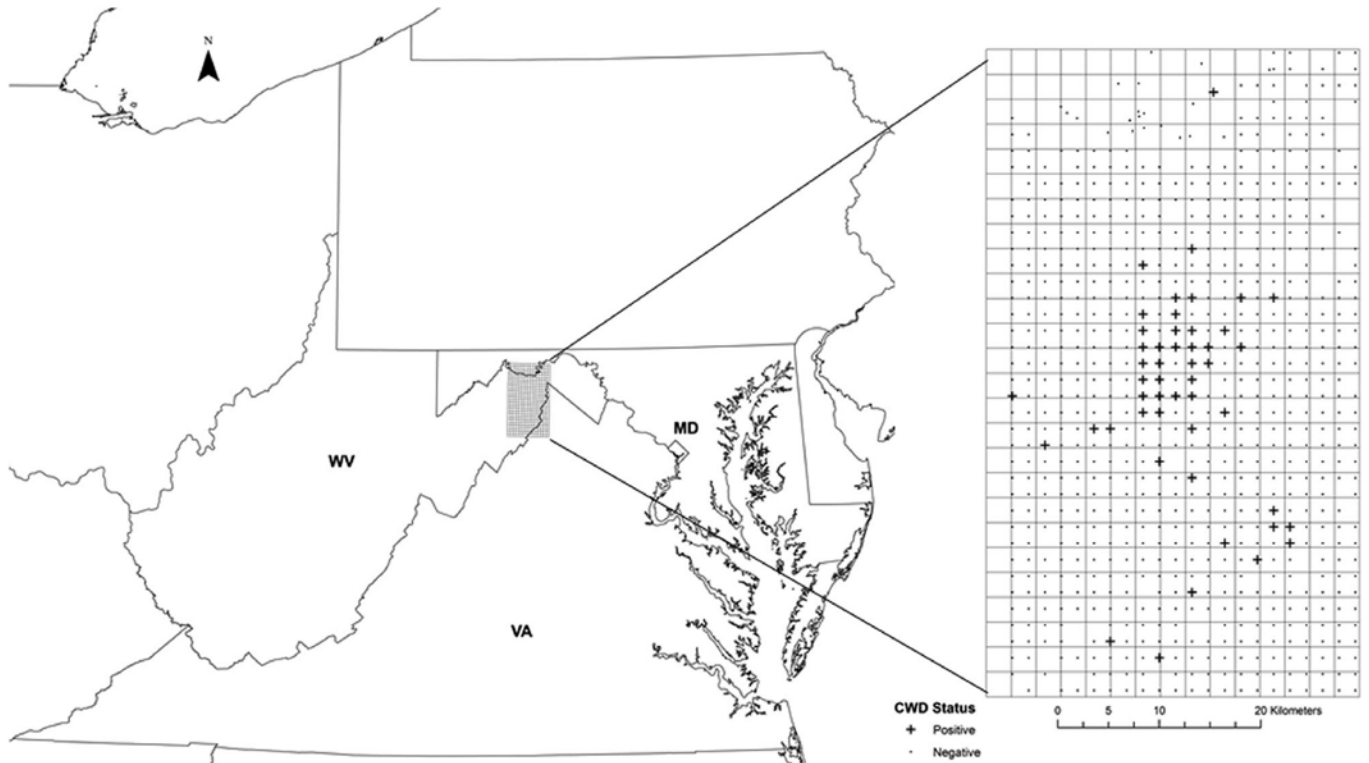 N
MD
WV
VA
CWD Status
Positive
Negative
0 5 10 20 Kilometers